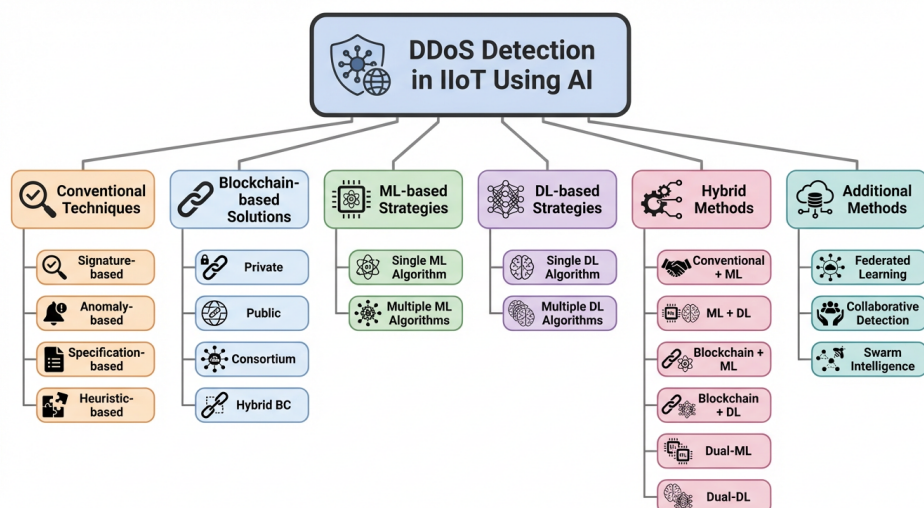 DDoS Detection
in IIoT Using AI
Conventional
Techniques
Signature-
based
Anomaly-
based
Specification-
based
Heuristic-
based
Blockchain-
based
Solutions
Private
Public
Consortium
Hybrid BC
ML-based
Strategies
Single ML
Algorithm
Multiple ML
Algorithms
DL-based
Strategies
Single DL
Algorithm
Multiple DL
Algorithms
Hybrid
Methods
Conventional
+ ML
ML + DL
Blockchain +
ML
Blockchain
+ DL
Dual-ML
Dual-DL
Additional
Methods
Federated
Learning
Collaborative
Detection
Swarm
Intelligence